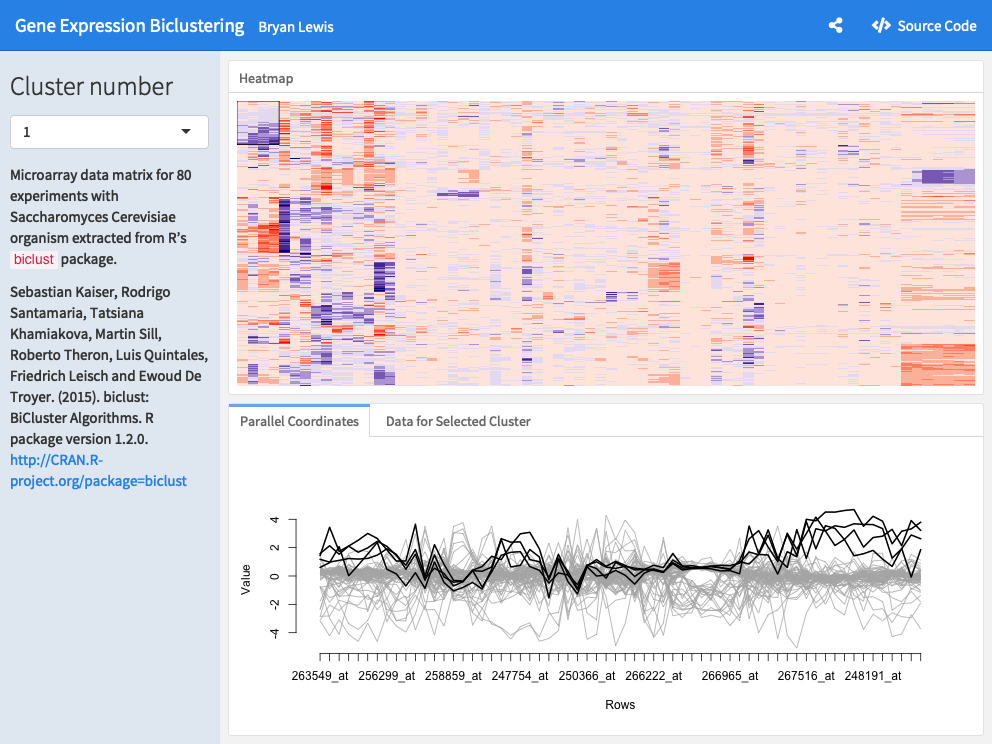 Gene Expression Biclustering Bryan Lewis Source Code
Cluster number
1
Microarray data matrix for 80
experiments with
Saccharomyces Cerevisiae
organism extracted from R's
biclust package.
Sebastian Kaiser, Rodrigo
Santamaria, Tatsiana
Khamiakova, Martin Sill,
Roberto Theron, Luis Quintales,
Friedrich Leisch and Ewoud De
Troyer. (2015). biclust:
BiCluster Algorithms. R
package version 1.2.0.
http://CRAN.R-
project.org/package=biclust
Heatmap
Parallel Coordinates Data for Selected Cluster
Value
4
2
0
-2
-4
263549_at 256299_at 258859_at 247754_at 250366_at 266222_at 266965_at 267516_at 248191_at
Rows